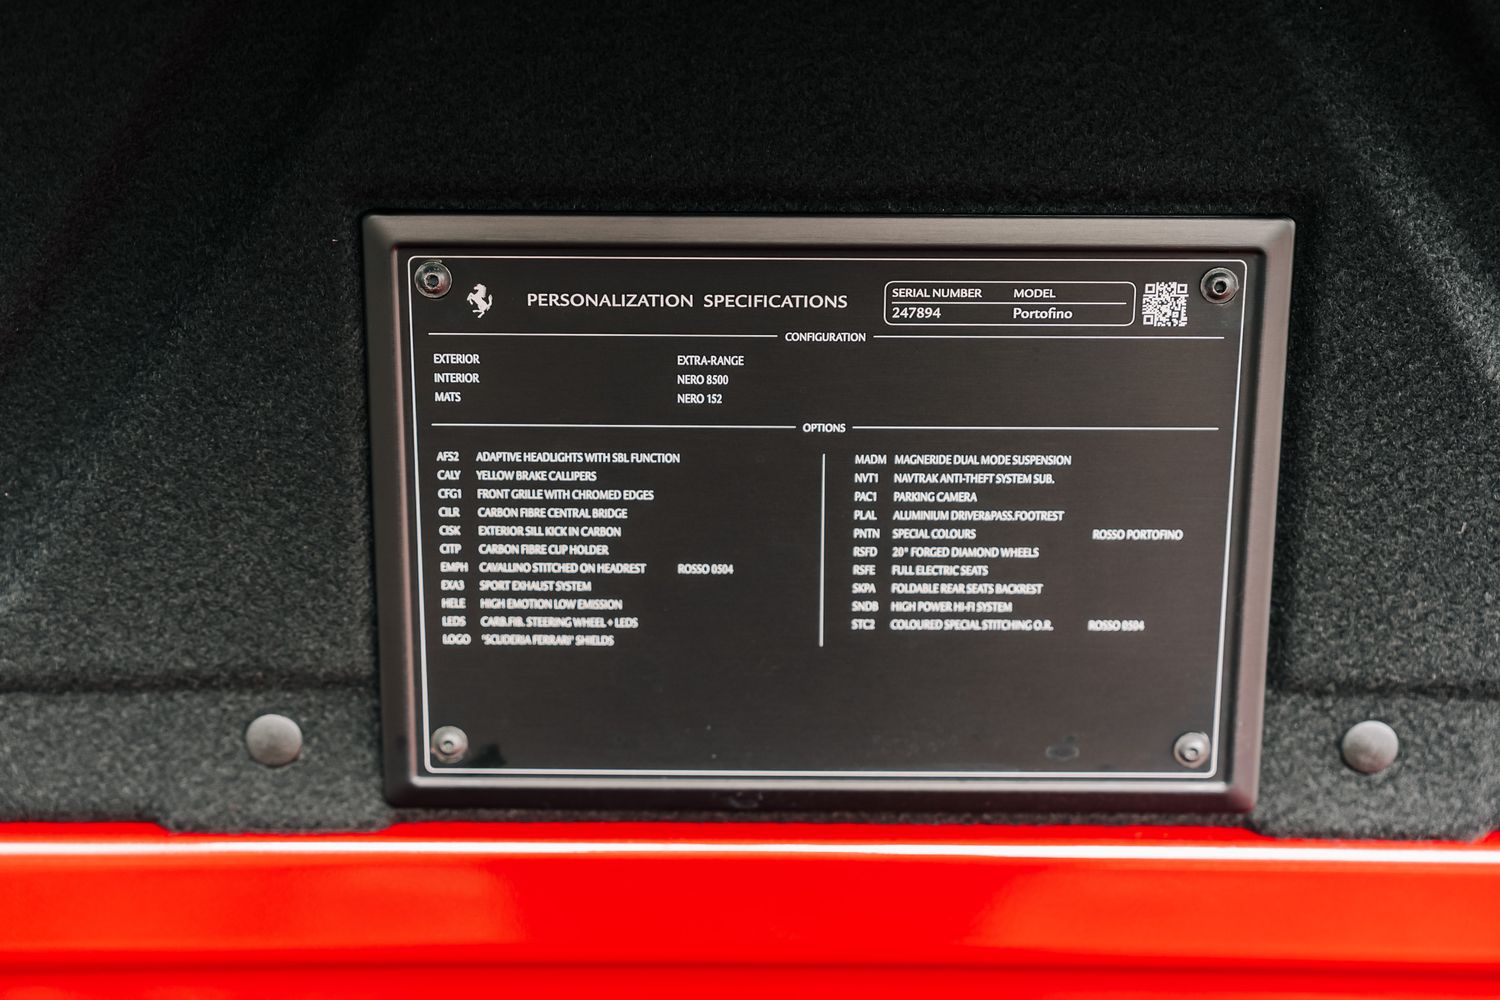 PERSONALIZATION SPECIFICATIONS
SERIAL NUMBER MODEL
247894 Portofino
CONFIGURATION
EXTERIOR EXTRA-RANGE
INTERIOR NERO 8500
MATS NERO 152
OPTIONS
AFS2 ADAPTIVE HEADLIGHTS WITH SBL FUNCTION
CALY YELLOW BRAKE CALLIPERS
CFG1 FRONT GRILLE WITH CHROMED EDGES
CILR CARBON FIBRE CENTRAL BRIDGE
CISK EXTERIOR SILL KICK IN CARBON
CITP CARBON FIBRE CUP HOLDER
EMPH CAVALLINO STITCHED ON HEADREST ROSSO 0504
EXA3 SPORT EXHAUST SYSTEM
HELE HIGH EMOTION LOW EMISSION
LEDS CARB.FIB. STEERING WHEEL + LEDS
LOGO "SCUDERIA FERRARI" SHIELDS
MADM MAGNERIDE DUAL MODE SUSPENSION
NVT1 NAVTRAK ANTI-THEFT SYSTEM SUB.
PAC1 PARKING CAMERA
PLAL ALUMINIUM DRIVER&PASS.FOOTREST
PNTN SPECIAL COLOURS ROSSO PORTOFINO
RSFD 20" FORGED DIAMOND WHEELS
RSFE FULL ELECTRIC SEATS
SKPA FOLDABLE REAR SEATS BACKREST
SNDB HIGH POWER HI-FI SYSTEM
STC2 COLOURED SPECIAL STITCHING O.R. ROSSO 0504